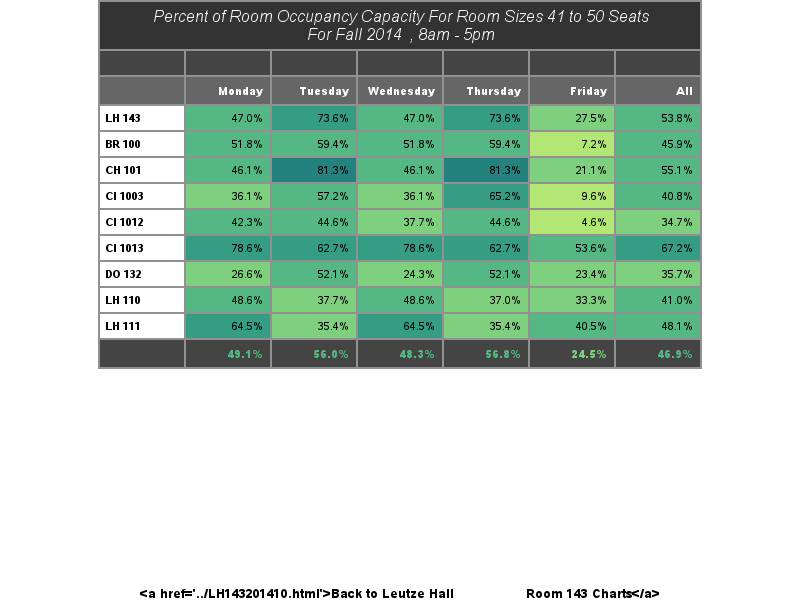 Percent of Room Occupancy Capacity For Room Sizes 41 to 50 Seats
For Fall 2014 , 8am - 5pm
Monday Tuesday Wednesday Thursday Friday All
LH 143 47.0% 73.6% 47.0% 73.6% 27.5% 53.8%
BR 100 51.8% 59.4% 51.8% 59.4% 7.2% 45.9%
CH 101 46.1% 81.3% 46.1% 81.3% 21.1% 55.1%
CI 1003 36.1% 57.2% 36.1% 65.2% 9.6% 40.8%
CI 1012 42.3% 44.6% 37.7% 44.6% 4.6% 34.7%
CI 1013 78.6% 62.7% 78.6% 62.7% 53.6% 67.2%
DO 132 26.6% 52.1% 24.3% 52.1% 23.4% 35.7%
LH 110 48.6% 37.7% 48.6% 37.0% 33.3% 41.0%
LH 111 64.5% 35.4% 64.5% 35.4% 40.5% 48.1%
49.1% 56.0% 48.3% 56.8% 24.5% 46.9%
<a href='../LH143201410.html'>Back to Leutze Hall Room 143 Charts</a>